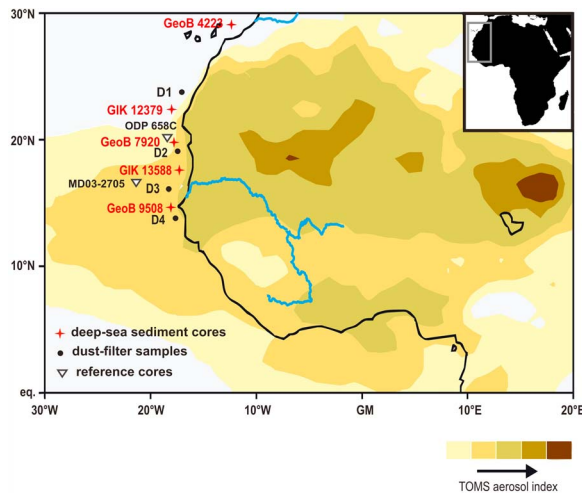 30°N
GeoB 4223
D1
GIK 12379
ODP 658C
20°N
GeoB 7920
D2
GIK 13588
MD03-2705
D3
GeoB 9508
D4
10°N
deep-sea sediment cores
dust-filter samples
reference cores
eq.
30°W
20°W
10°W
GM
10°E
20°E
TOMS aerosol index